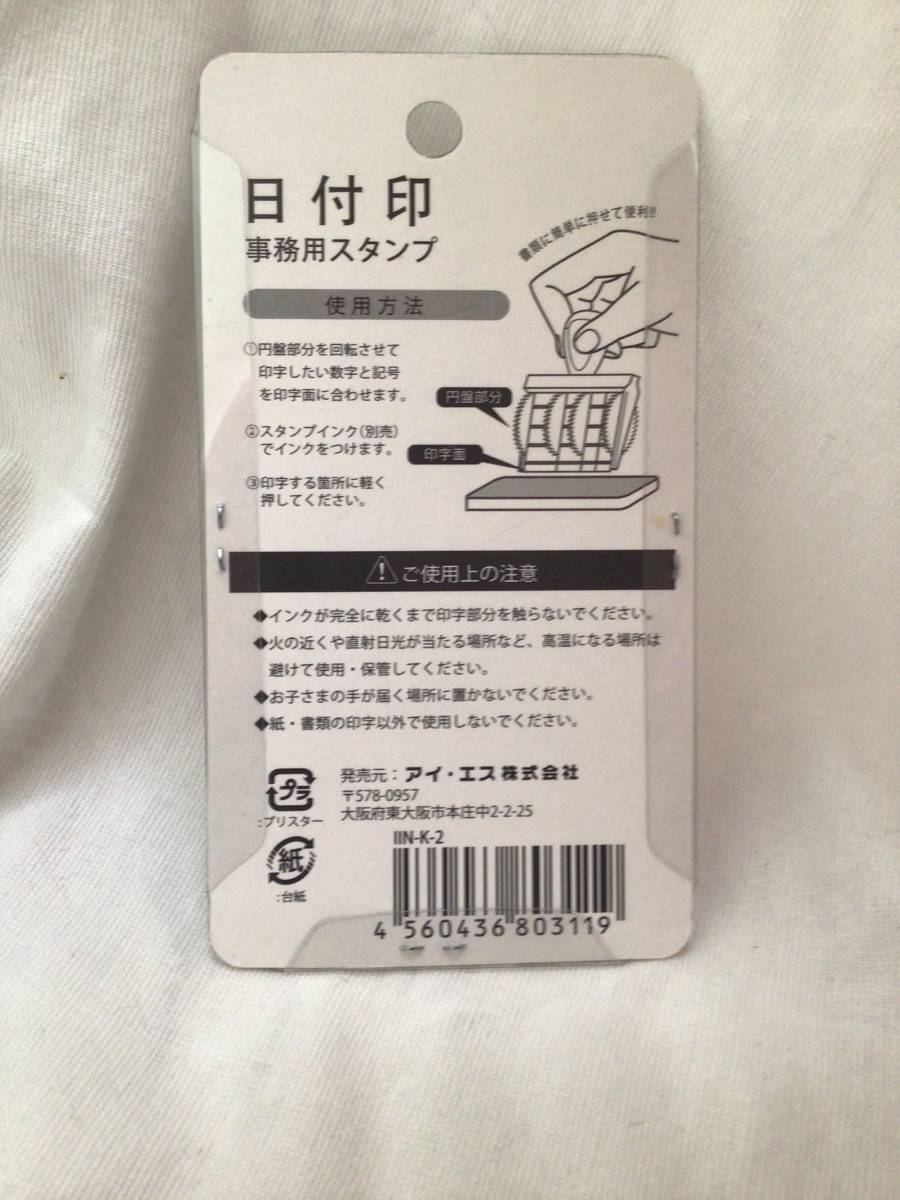 日付印
事務用スタンプ
書類に簡単に押せて便利!!
使用方法
①円盤部分を回転させて
印字したい数字と記号
を印字面に合わせます。
円盤部分
②スタンプインク(別売)
でインクをつけます。
印字面
③印字する箇所に軽く
押してください。
ご使用上の注意
◆インクが完全に乾くまで印字部分を触らないでください。
◆火の近くや直射日光が当たる場所など、高温になる場所は
避けて使用・保管してください。
◆お子さまの手が届く場所に置かないでください。
◆紙・書類の印字以外で使用しないでください。
プラ
:ブリスター
発売元:アイ・エス株式会社
〒578-0957
大阪府東大阪市本庄中2-2-25
紙
:台紙
IIN-K-2
4 560436 803119